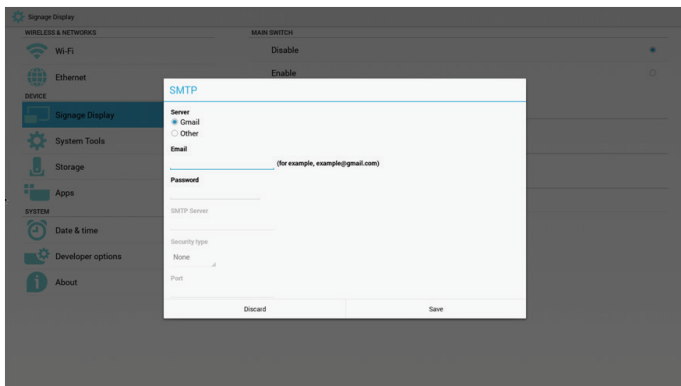 Signage Display
WIRELESS & NETWORKS
Wi-Fi
Ethernet
DEVICE
Signage Display
System Tools
Storage
Apps
SYSTEM
Date & time
Developer options
About
MAIN SWITCH
Disable
Enable
SMTP
Server
Gmail
Other
Email
(for example, example@gmail.com)
Password
SMTP Server
Security type
None
Port
Discard Save